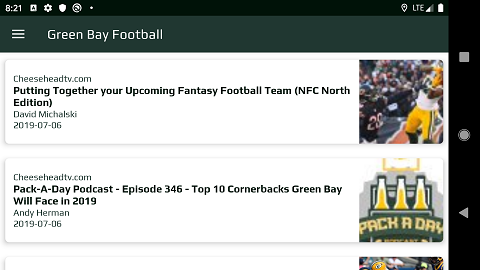 8:21
LTE
Green Bay Football
Cheeseheadtv.com
Putting Together your Upcoming Fantasy Football Team (NFC North
Edition)
David Michalski
2019-07-06
Cheeseheadtv.com
Pack-A-Day Podcast - Episode 346 - Top 10 Cornerbacks Green Bay
Will Face in 2019
Andy Herman
2019-07-06
PACK A DAY
PODCAST